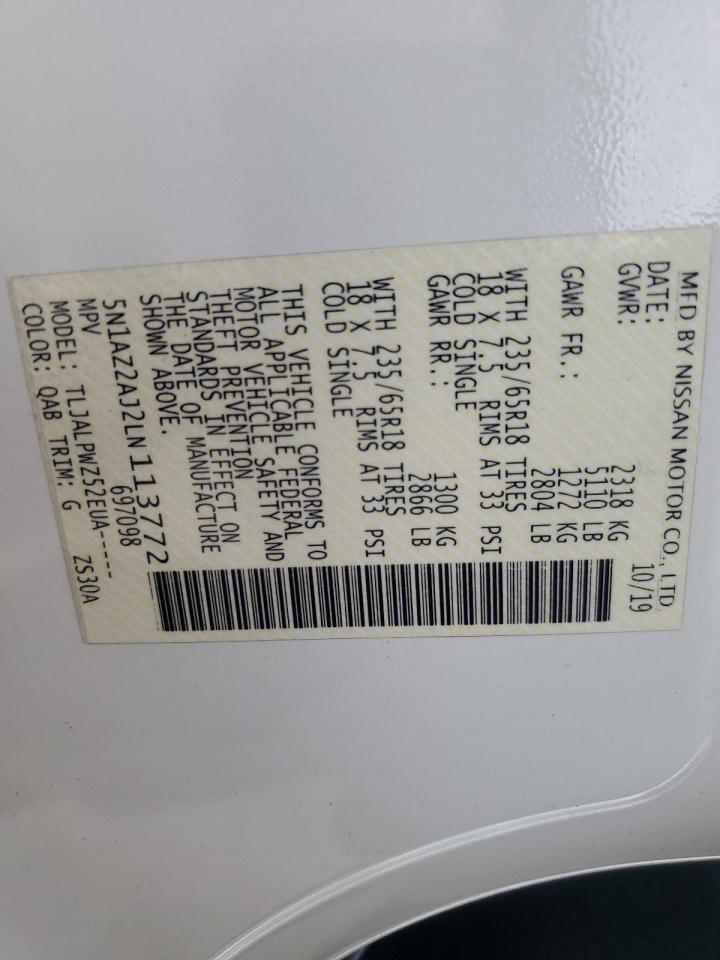 MFD BY NISSAN MOTOR CO., LTD.
DATE: 10/19
GVWR: 2318 KG
5110 LB
GAWR FR.: 1272 KG
2804 LB
WITH 235/65R18 TIRES
18 X 7.5 RIMS AT 33 PSI
COLD SINGLE
GAWR RR.: 1300 KG
2866 LB
WITH 235/65R18 TIRES
18 X 7.5 RIMS AT 33 PSI
COLD SINGLE
THIS VEHICLE CONFORMS TO
ALL APPLICABLE FEDERAL
MOTOR VEHICLE SAFETY AND
THEFT PREVENTION
STANDARDS IN EFFECT ON
THE DATE OF MANUFACTURE
SHOWN ABOVE.
5N1AZ2AJ2LN113772
MPV 697098
MODEL: TLJALPWZ52EUA-----
COLOR: QAB TRIM: G ZS30A